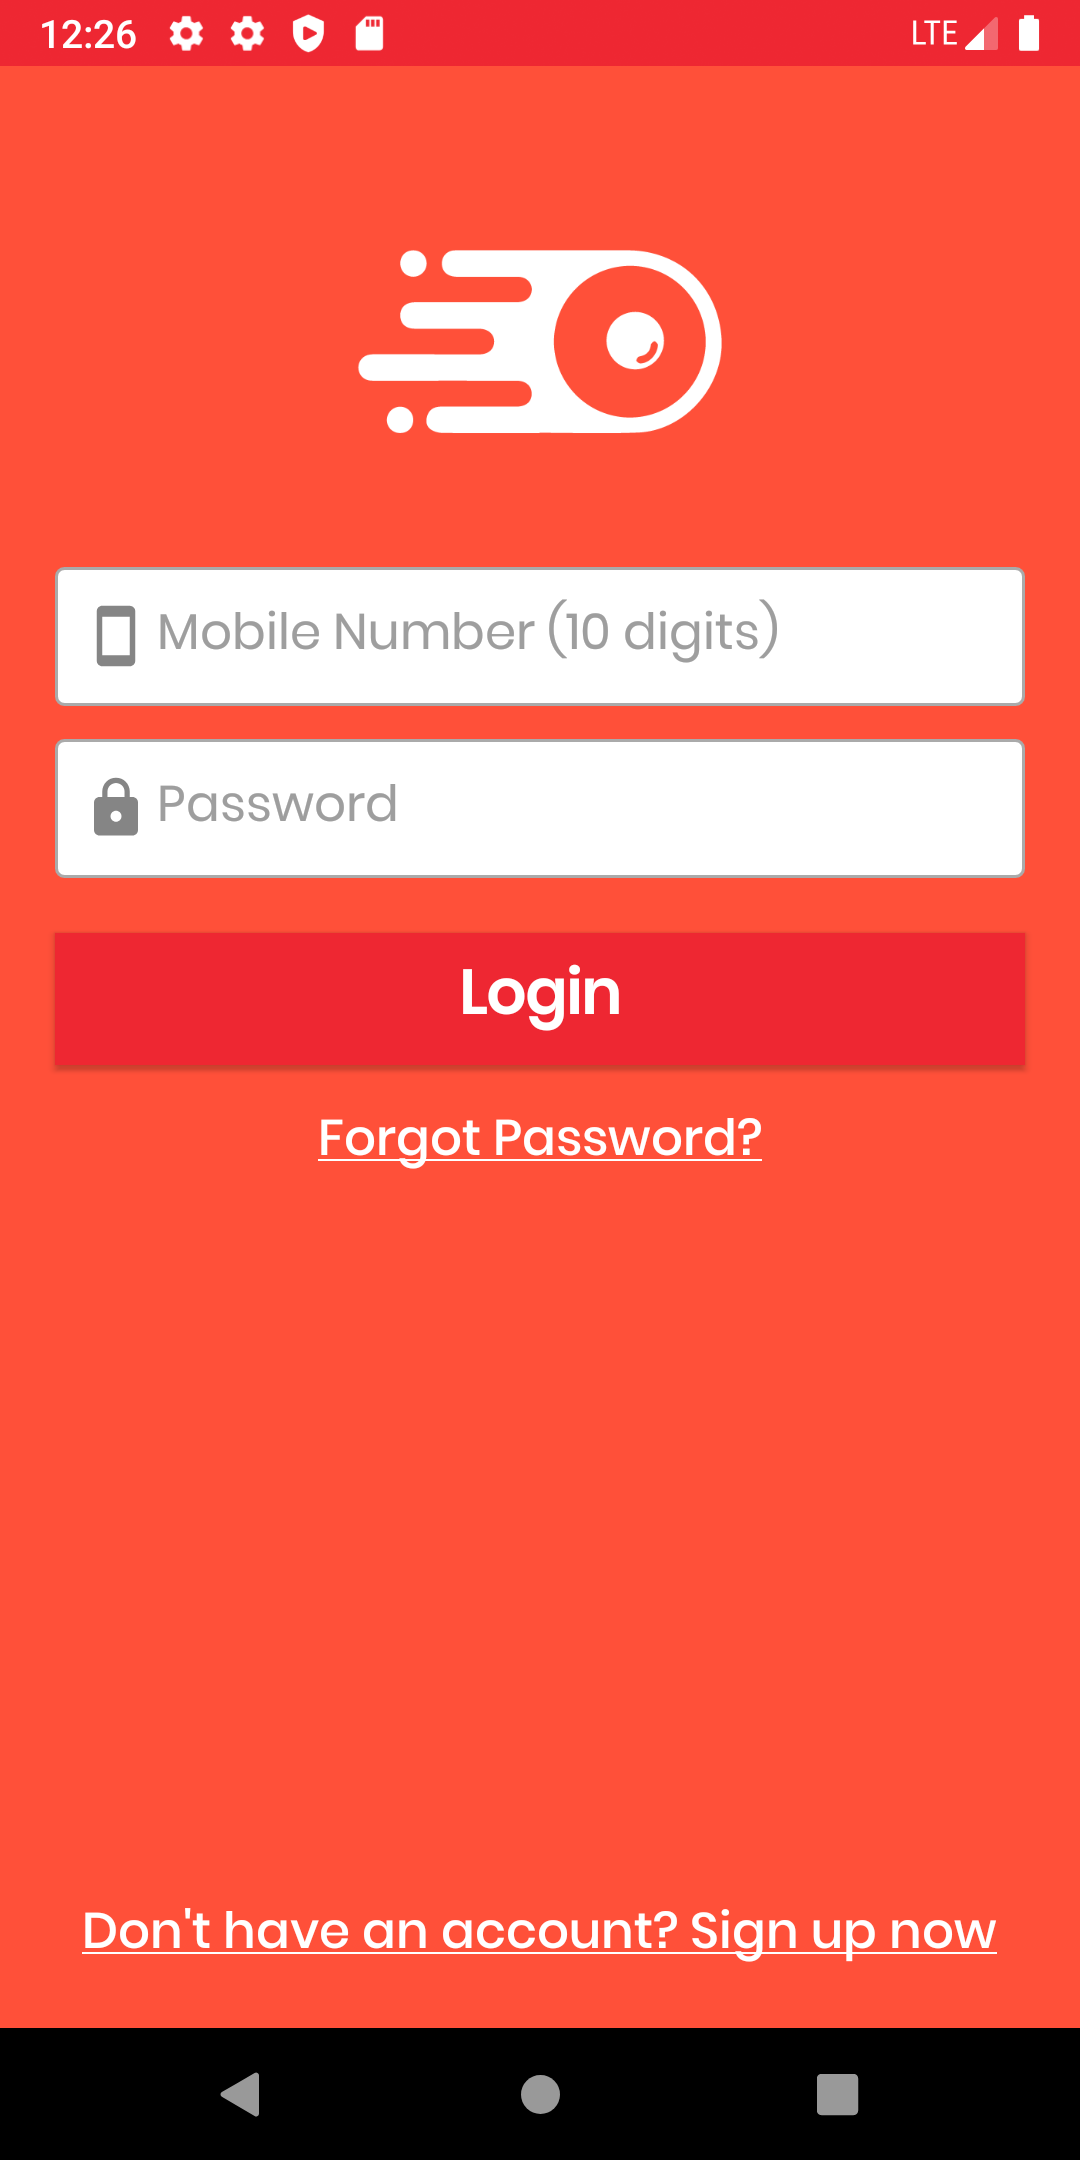 12:26 LTE
Mobile Number (10 digits)
Password
Login
Forgot Password?
Don't have an account? Sign up now